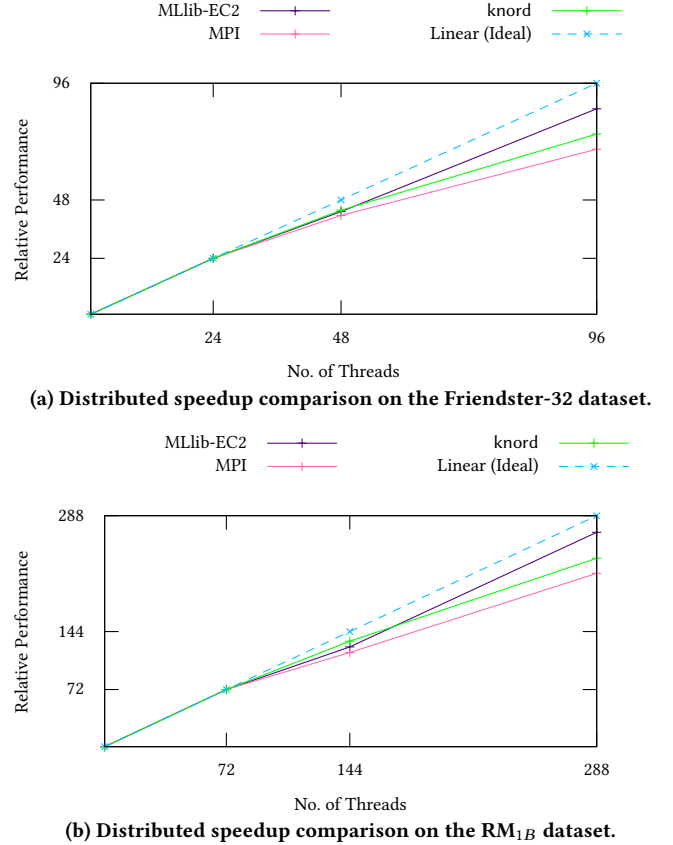 MLlib-EC2 knord
MPI Linear (Ideal)
96
48
24
Relative Performance
24 48 96
No. of Threads
(a) Distributed speedup comparison on the Friendster-32 dataset.
MLlib-EC2 knord
MPI Linear (Ideal)
288
144
72
Relative Performance
72 144 288
No. of Threads
(b) Distributed speedup comparison on the RM1B dataset.